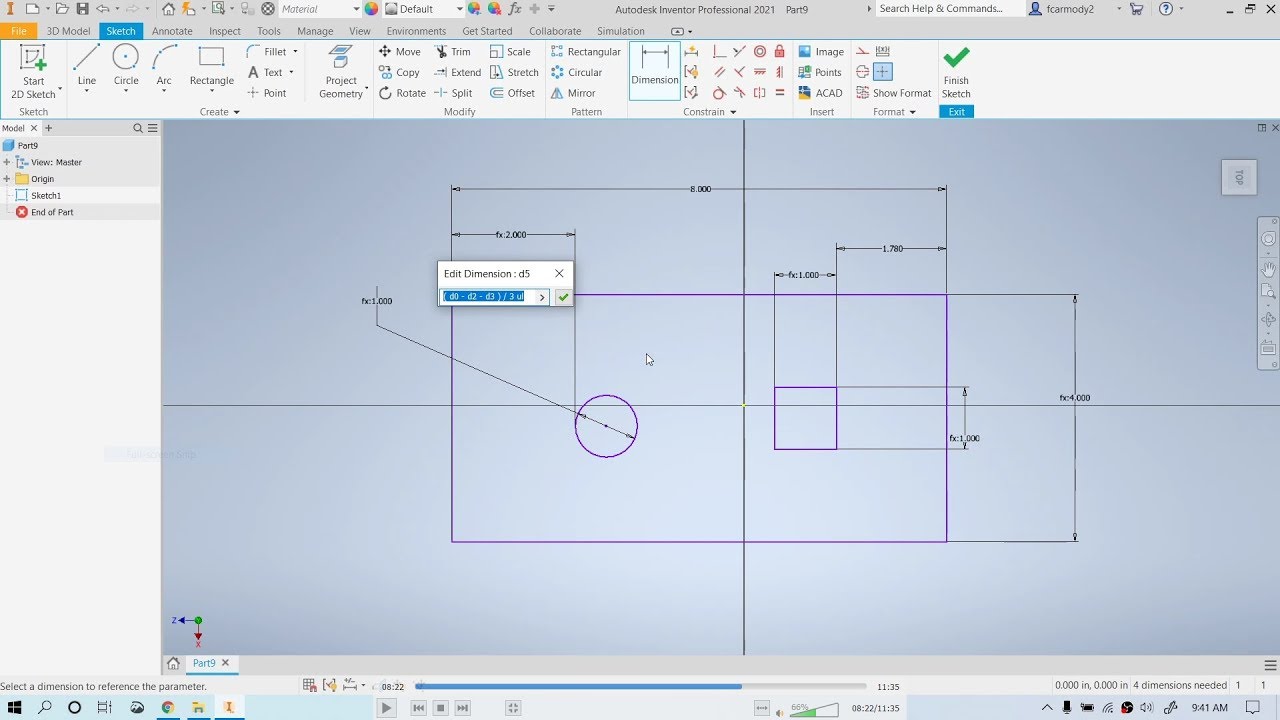 Material
Default
Autodesk Inventor Professional 2021 Part9
Search Help & Commands...
fcarmody2
File 3D Model Sketch Annotate Inspect Tools Manage View Environments Get Started Collaborate Simulation
Start
2D Sketch
Line
Circle
Arc
Rectangle
Fillet
Text
Point
Project
Geometry
Move
Copy
Rotate
Trim
Extend
Split
Scale
Stretch
Offset
Rectangular
Circular
Mirror
Dimension
Image
Points
ACAD
Show Format
Finish
Sketch
Sketch Create Modify Pattern Constrain Insert Format Exit
Model
Part9
View: Master
Origin
Sketch1
End of Part
TOP
8.000
fx:2.000
1.780
fx:1.000
Edit Dimension : d5
( d0 - d2 - d3 ) / 3 ul
fx:1.000
fx:4.000
fx:1.000
Z
X
Part9
Select a dimension to reference the parameter.
08:22
11:35
0.000 in, 0.000 in 4 dimensions needed 1 1
66%
08:22/11:35
9:41 AM